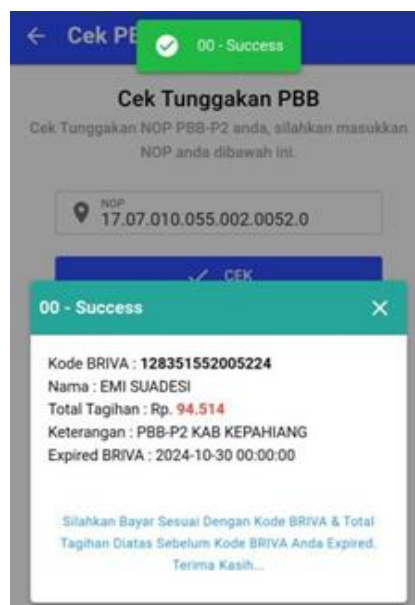 Cek PB
00 - Success
Cek Tunggakan PBB
Cek Tunggakan NOP PBB-P2 anda, silahkan masukkan
NOP anda dibawah ini.
NOP
17.07.010.055.002.0052.0
CEK
00 - Success
Kode BRIVA : 128351552005224
Nama : EMI SUADESI
Total Tagihan : Rp. 94.514
Keterangan : PBB-P2 KAB KEPAHIANG
Expired BRIVA : 2024-10-30 00:00:00
Silahkan Bayar Sesuai Dengan Kode BRIVA & Total
Tagihan Diatas Sebelum Kode BRIVA Anda Expired.
Terima Kasih...